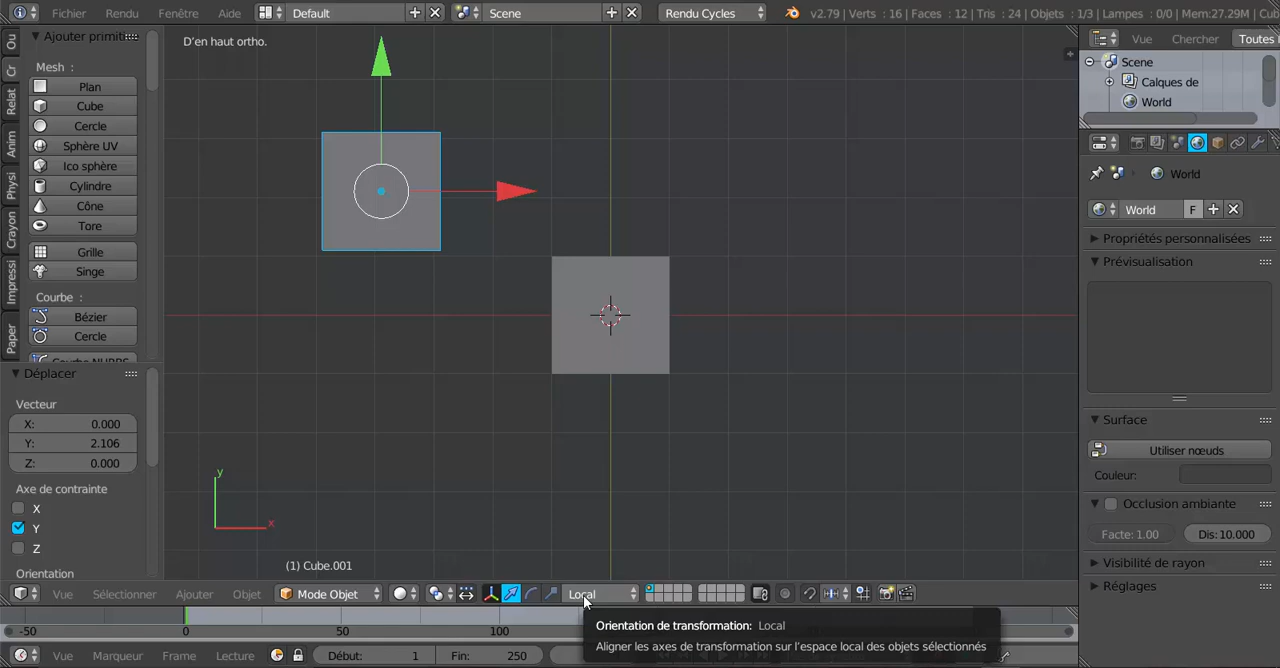 Fichier Rendu Fenêtre Aide Default Scene Rendu Cycles v2.79 | Verts : 16 | Faces : 12 | Tris : 24 | Objets : 1/3 | Lampes : 0/0 | Mem:27.29M | Cub
Ajouter primiti
Mesh :
Plan
Cube
Cercle
Sphère UV
Ico sphère
Cylindre
Cône
Tore
Grille
Singe
Courbe :
Bézier
Cercle
Ou
Cr
Relat
Anim
Physi
Crayon
Impressi
Paper
Déplacer
Vecteur
X: 0.000
Y: 2.106
Z: 0.000
Axe de contrainte
X
Y
Z
Orientation
D'en haut ortho.
y
x
(1) Cube.001
Vue Sélectionner Ajouter Objet Mode Objet Local
Orientation de transformation: Local
Aligner les axes de transformation sur l'espace local des objets sélectionnés
-50 0 50 100
Vue Marqueur Frame Lecture Début: 1 Fin: 250
Vue Chercher Toutes
Scene
Calques de
World
World
World F
Propriétés personnalisées
Prévisualisation
Surface
Utiliser nœuds
Couleur:
Occlusion ambiante
Facte: 1.00 Dis: 10.000
Visibilité de rayon
Réglages